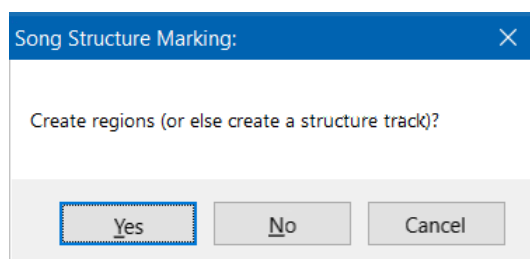 Song Structure Marking:
Create regions (or else create a structure track)?
Yes No Cancel